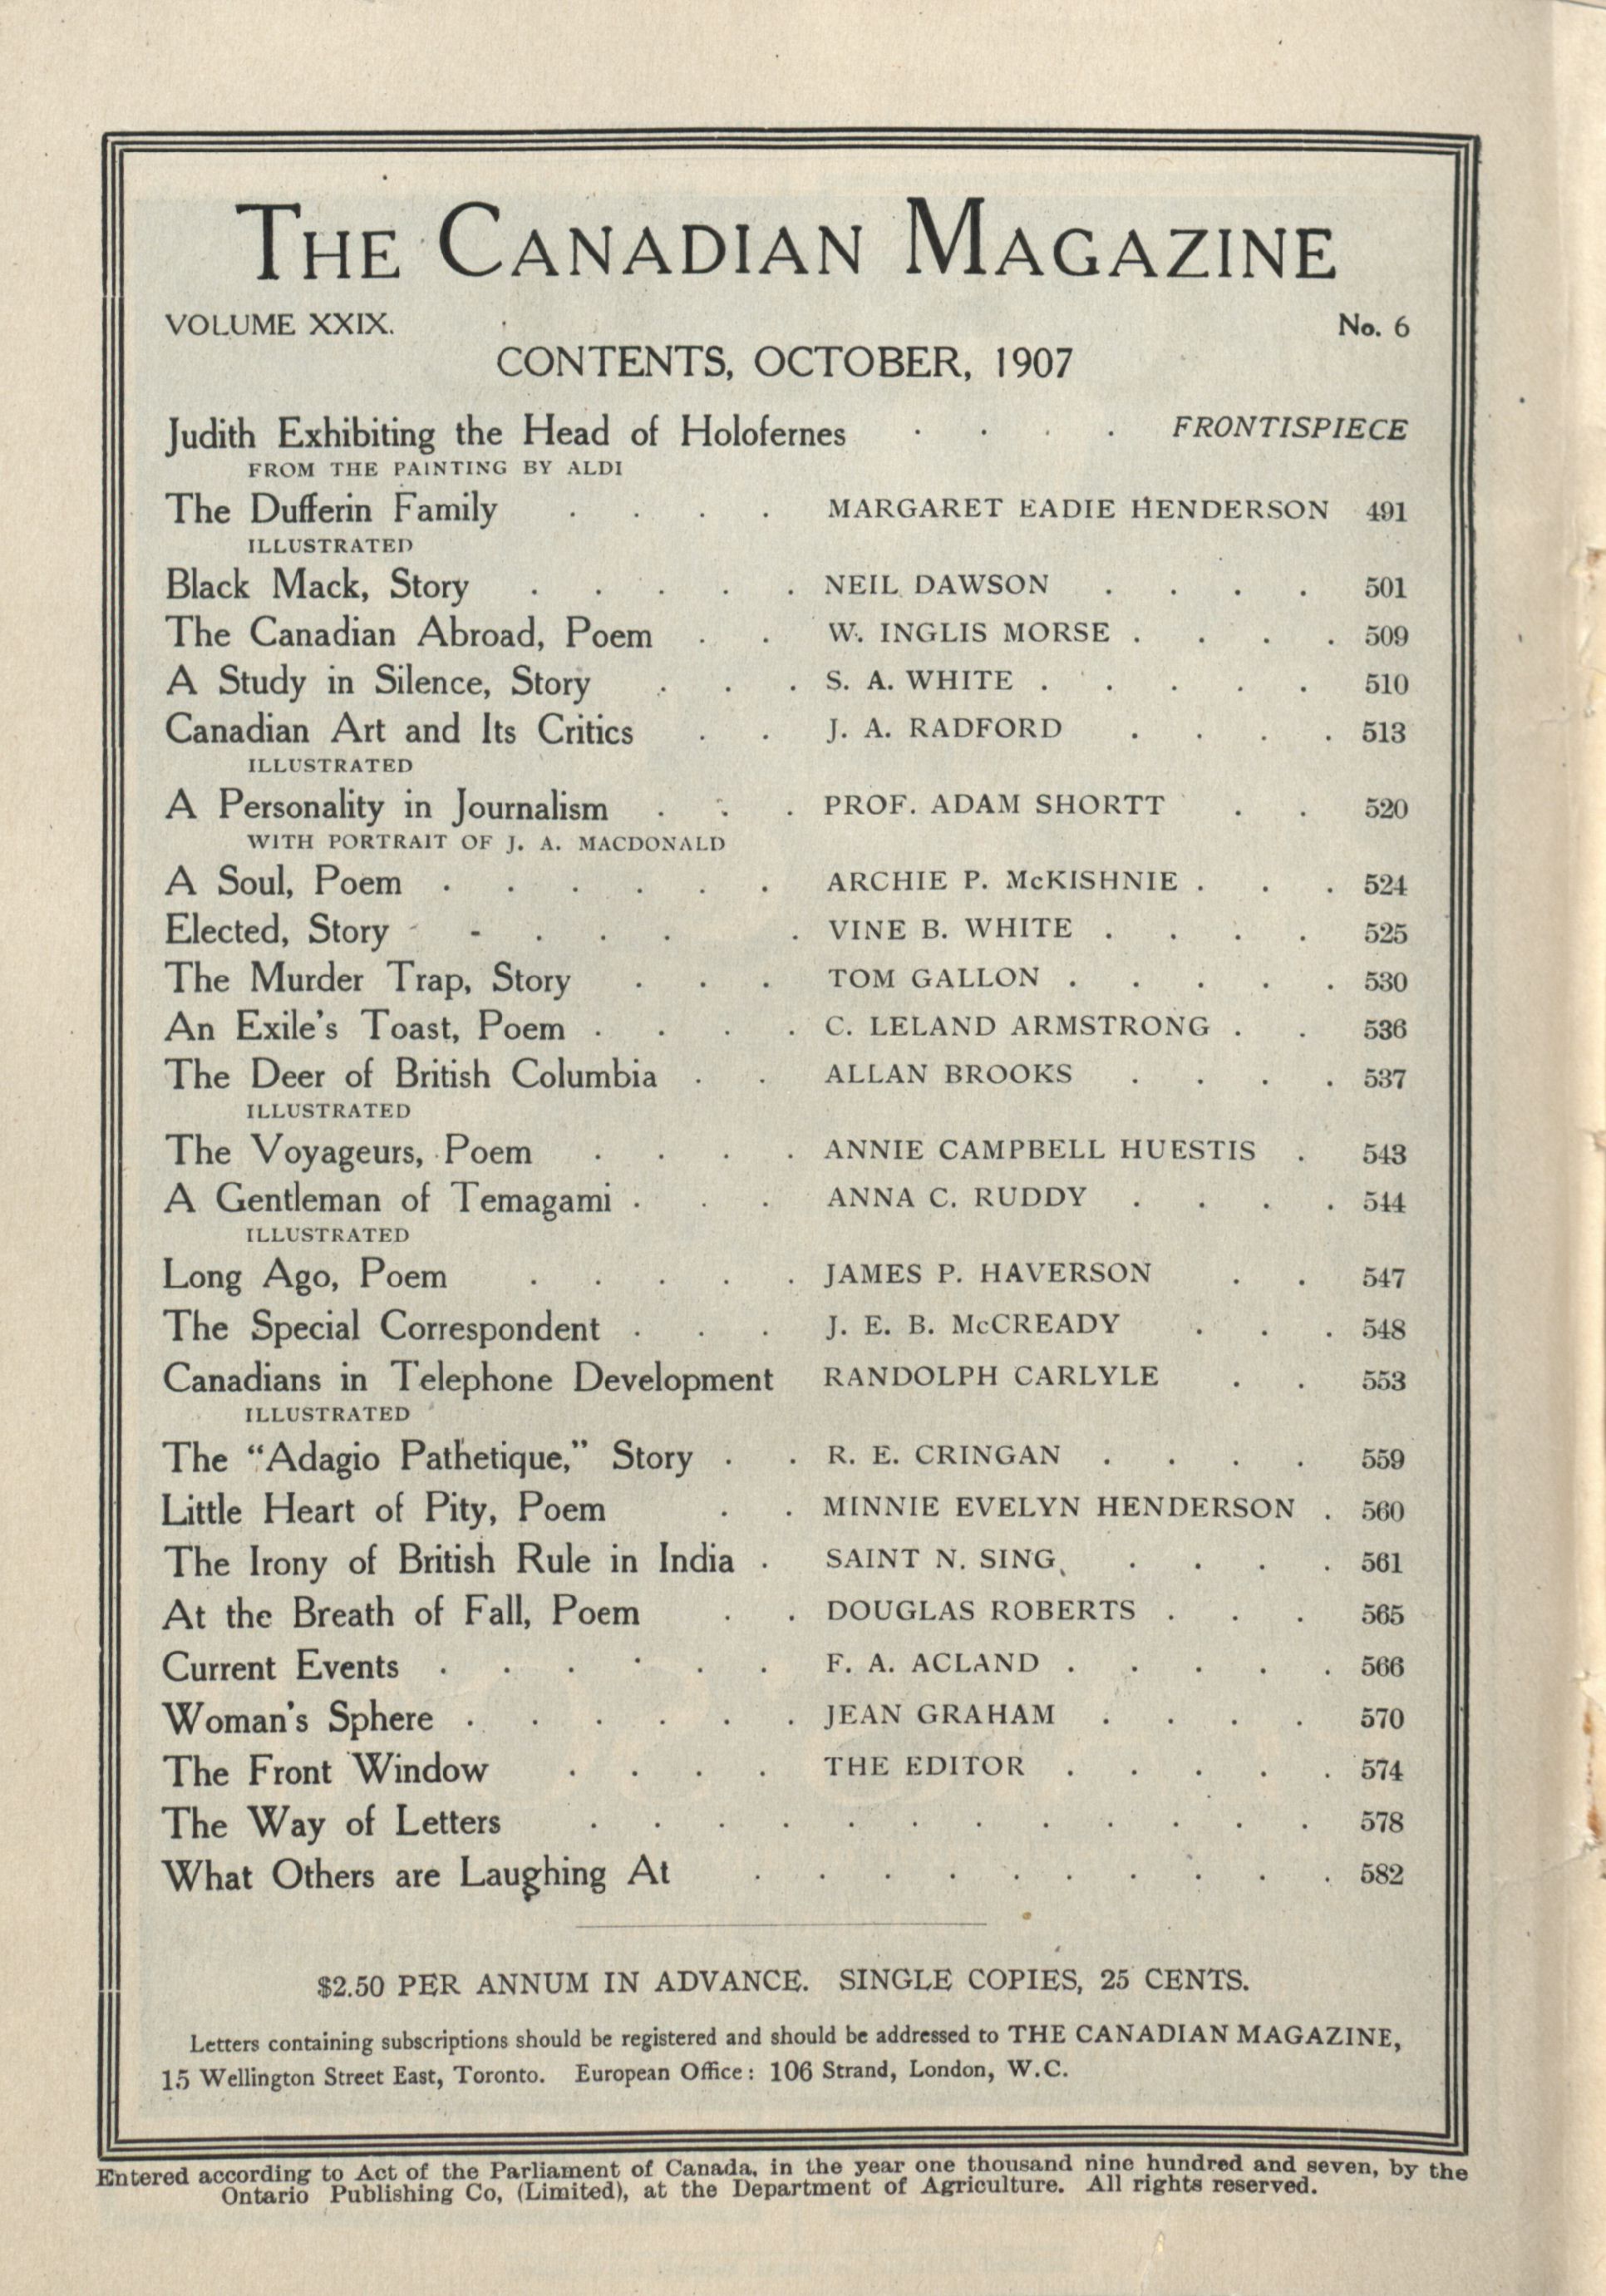 THE CANADIAN MAGAZINE
VOLUME XXIX. No. 6
CONTENTS, OCTOBER, 1907
Judith Exhibiting the Head of Holofernes . . . . FRONTISPIECE
FROM THE PAINTING BY ALDI
The Dufferin Family . . . . MARGARET EADIE HENDERSON 491
ILLUSTRATED
Black Mack, Story . . . . . NEIL DAWSON . . . . 501
The Canadian Abroad, Poem . . W. INGLIS MORSE . . . . 509
A Study in Silence, Story . . . S. A. WHITE . . . . . 510
Canadian Art and Its Critics . . J. A. RADFORD . . . . 513
ILLUSTRATED
A Personality in Journalism . . . PROF. ADAM SHORTT . . 520
WITH PORTRAIT OF J. A. MACDONALD
A Soul, Poem . . . . . . ARCHIE P. McKISHNIE . . . 524
Elected, Story - . . . . VINE B. WHITE . . . . 525
The Murder Trap, Story . . . TOM GALLON . . . . . 530
An Exile's Toast, Poem . . . . C. LELAND ARMSTRONG . . 536
The Deer of British Columbia . . ALLAN BROOKS . . . . 537
ILLUSTRATED
The Voyageurs, Poem . . . . ANNIE CAMPBELL HUESTIS . 543
A Gentleman of Temagami . . . ANNA C. RUDDY . . . . 544
ILLUSTRATED
Long Ago, Poem . . . . . JAMES P. HAVERSON . . 547
The Special Correspondent . . . J. E. B. McCREADY . . . 548
Canadians in Telephone Development RANDOLPH CARLYLE . . 553
ILLUSTRATED
The "Adagio Pathetique," Story . . R. E. CRINGAN . . . . 559
Little Heart of Pity, Poem . . MINNIE EVELYN HENDERSON . 560
The Irony of British Rule in India . SAINT N. SING . . . . 561
At the Breath of Fall, Poem . . DOUGLAS ROBERTS . . . 565
Current Events . . . . . . F. A. ACLAND . . . . . 566
Woman's Sphere . . . . . . JEAN GRAHAM . . . . 570
The Front Window . . . . THE EDITOR . . . . . 574
The Way of Letters . . . . . . . . . . . . 578
What Others are Laughing At . . . . . . . . . . 582
$2.50 PER ANNUM IN ADVANCE. SINGLE COPIES, 25 CENTS.
Letters containing subscriptions should be registered and should be addressed to THE CANADIAN MAGAZINE,
15 Wellington Street East, Toronto. European Office: 106 Strand, London, W.C.
Entered according to Act of the Parliament of Canada, in the year one thousand nine hundred and seven, by the
Ontario Publishing Co, (Limited), at the Department of Agriculture. All rights reserved.